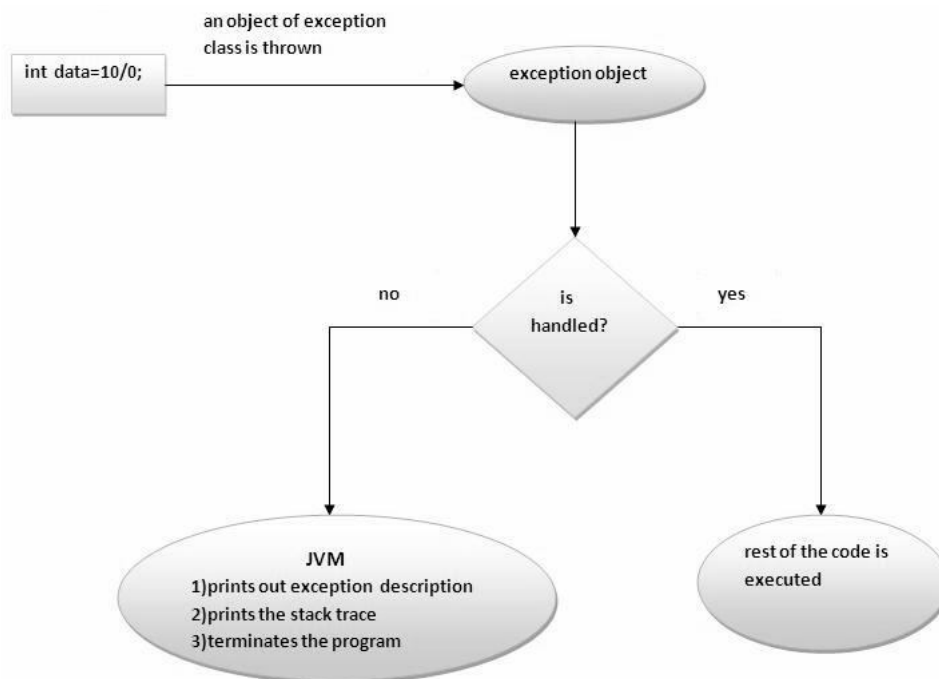 an object of exception
class is thrown
int data=10/0;
exception object
no
is
handled?
yes
JVM
1)prints out exception description
2)prints the stack trace
3)terminates the program
rest of the code is
executed